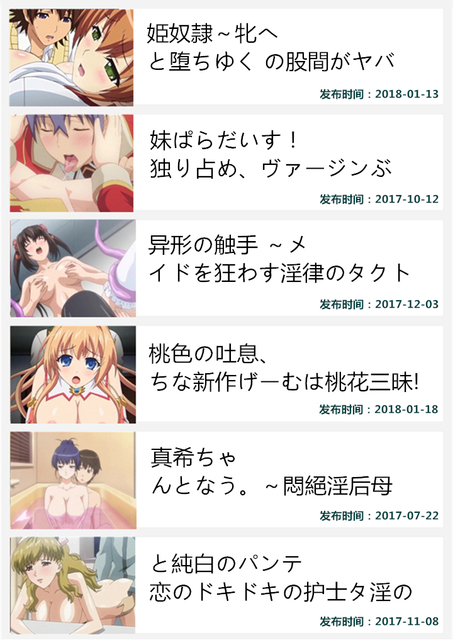 姫奴隷～牝へ
と堕ちゆく の股間がヤバ
发布时间：2018-01-13
妹ぱらだいす！
独り占め、ヴァージンぶ
发布时间：2017-10-12
异形の触手 ～メ
イドを狂わす淫律のタクト
发布时间：2017-12-03
桃色の吐息、
ちな新作げーむは桃花三昧!
发布时间：2018-01-18
真希ちゃ
んとなう。～悶絕淫后母
发布时间：2017-07-22
と純白のパンテ
恋のドキドキの护士タ淫の
发布时间：2017-11-08